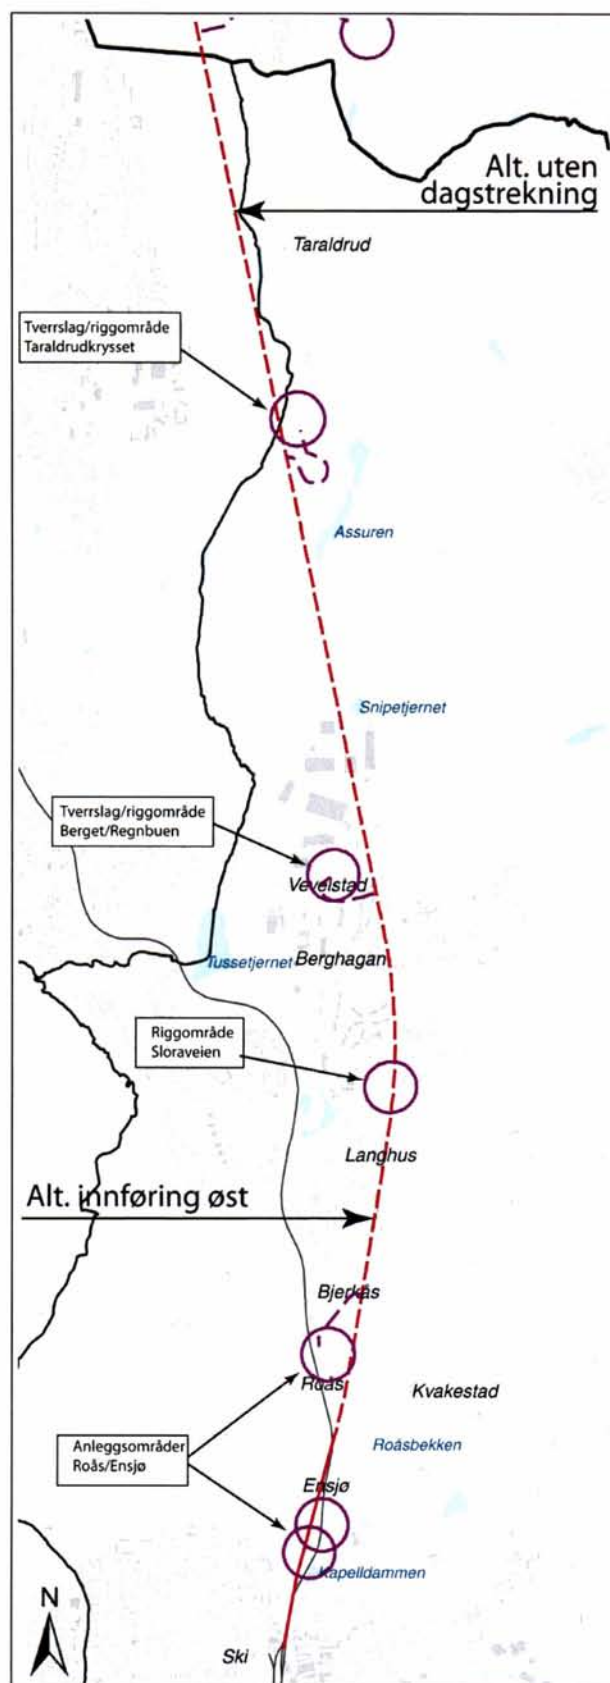 Alt. uten
dagstrekning
Taraldrud
Tverrslag/riggområde
Taraldrudkrysset
Assuren
Snipetjernet
Tverrslag/riggområde
Berget/Regnbuen
Vevelstad
Tussetjernet
Berghagan
Riggområde
Sloraveien
Langhus
Alt. innføring øst
Bjerkås
Roås
Kvakestad
Anleggsområder
Roås/Ensjø
Roåsbekken
Ensjø
Kapelldammen
N
Ski